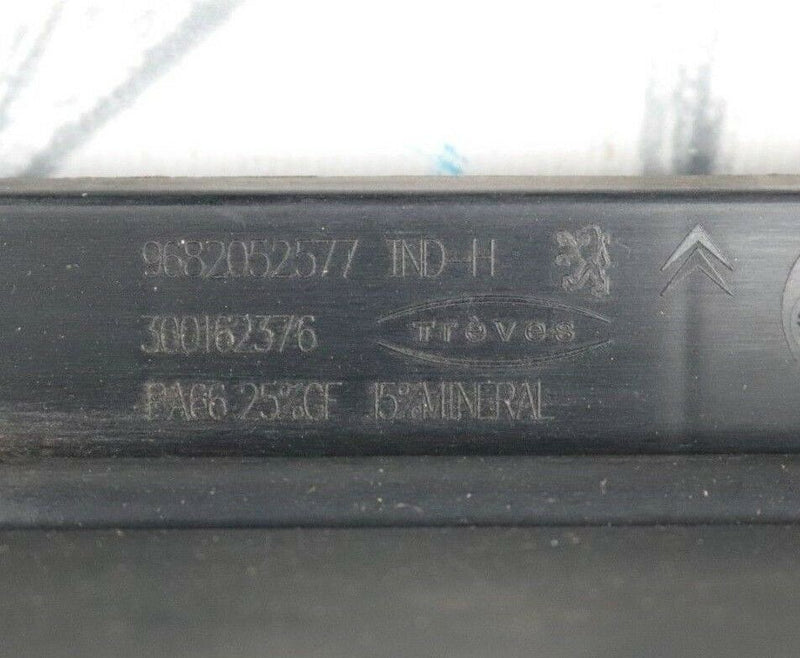 9682052577 IND-H
300162376 Trèves
PA66 25%GF 15%MINERAL